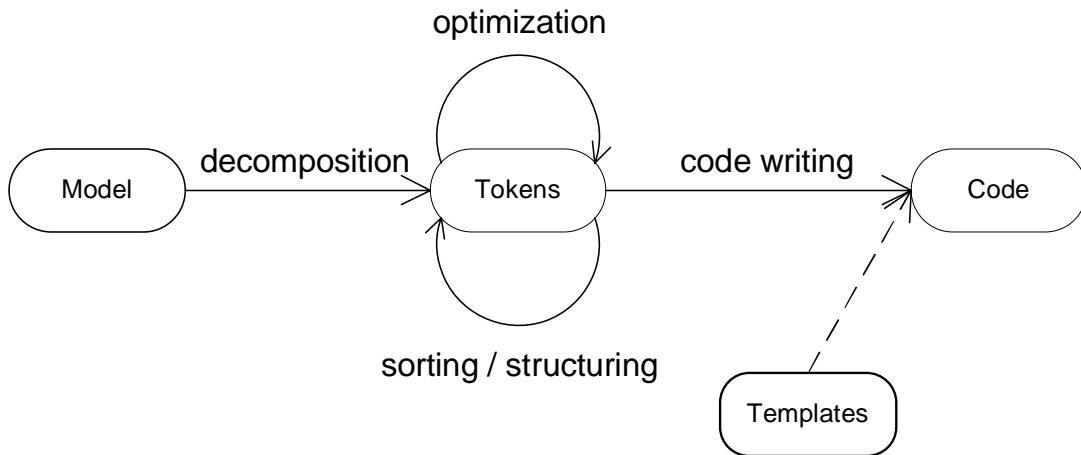 optimization
decomposition
code writing
Model
Tokens
Code
sorting / structuring
Templates